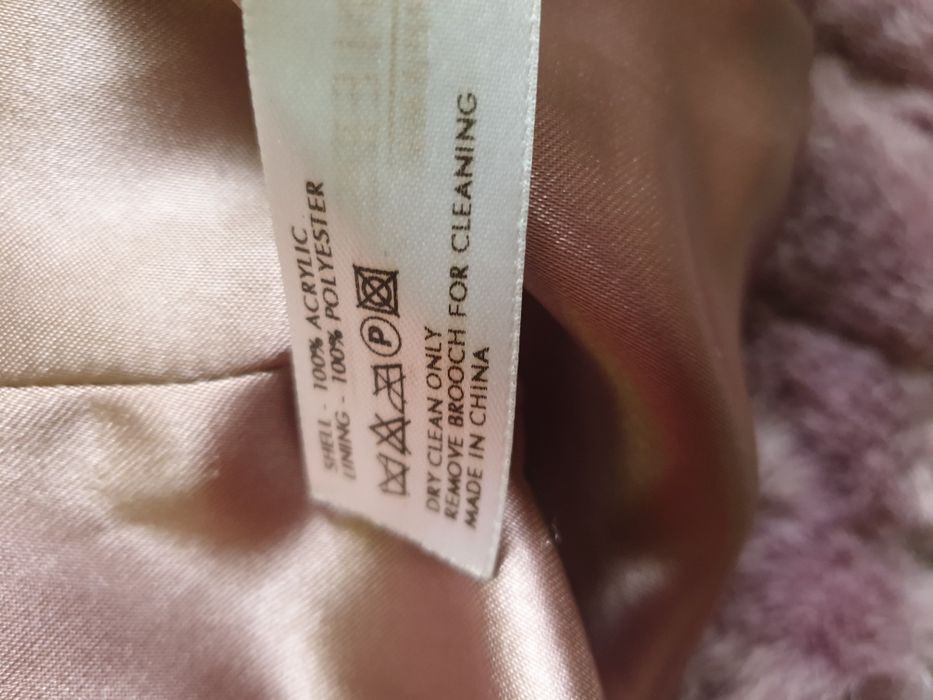 SHELL - 100% ACRYLIC
LINING - 100% POLYESTER
P
DRY CLEAN ONLY
REMOVE BROOCH FOR CLEANING
MADE IN CHINA